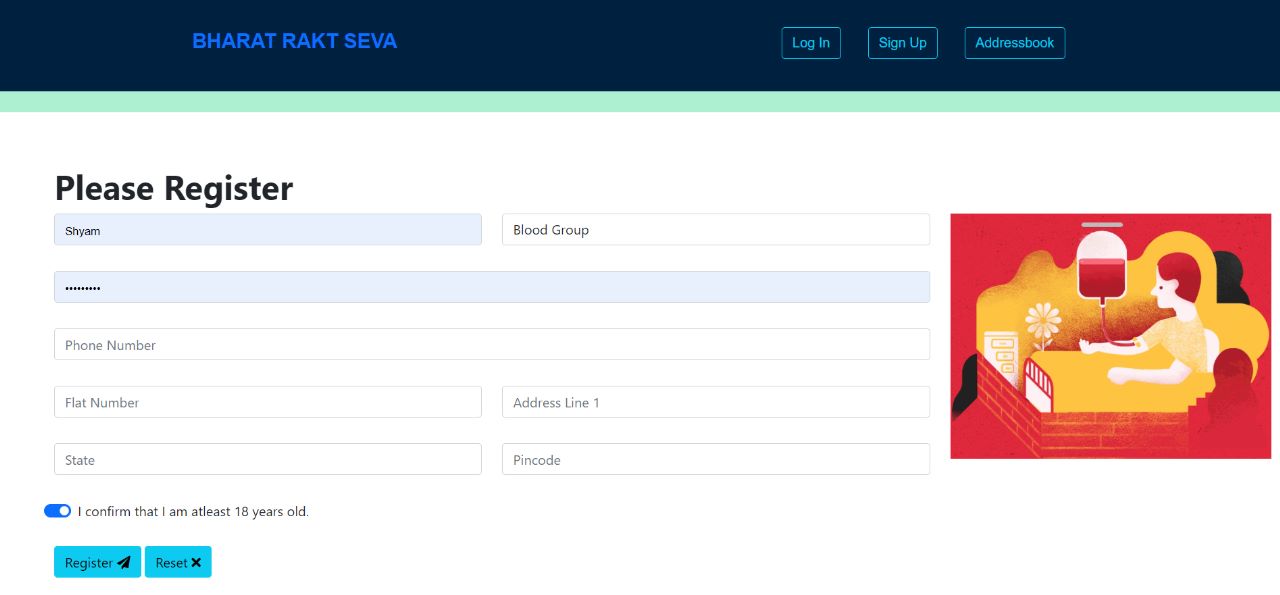 BHARAT RAKT SEVA
Log In
Sign Up
Addressbook
Please Register
Shyam
Blood Group
•••••••••
Phone Number
Flat Number
Address Line 1
State
Pincode
I confirm that I am atleast 18 years old.
Register
Reset